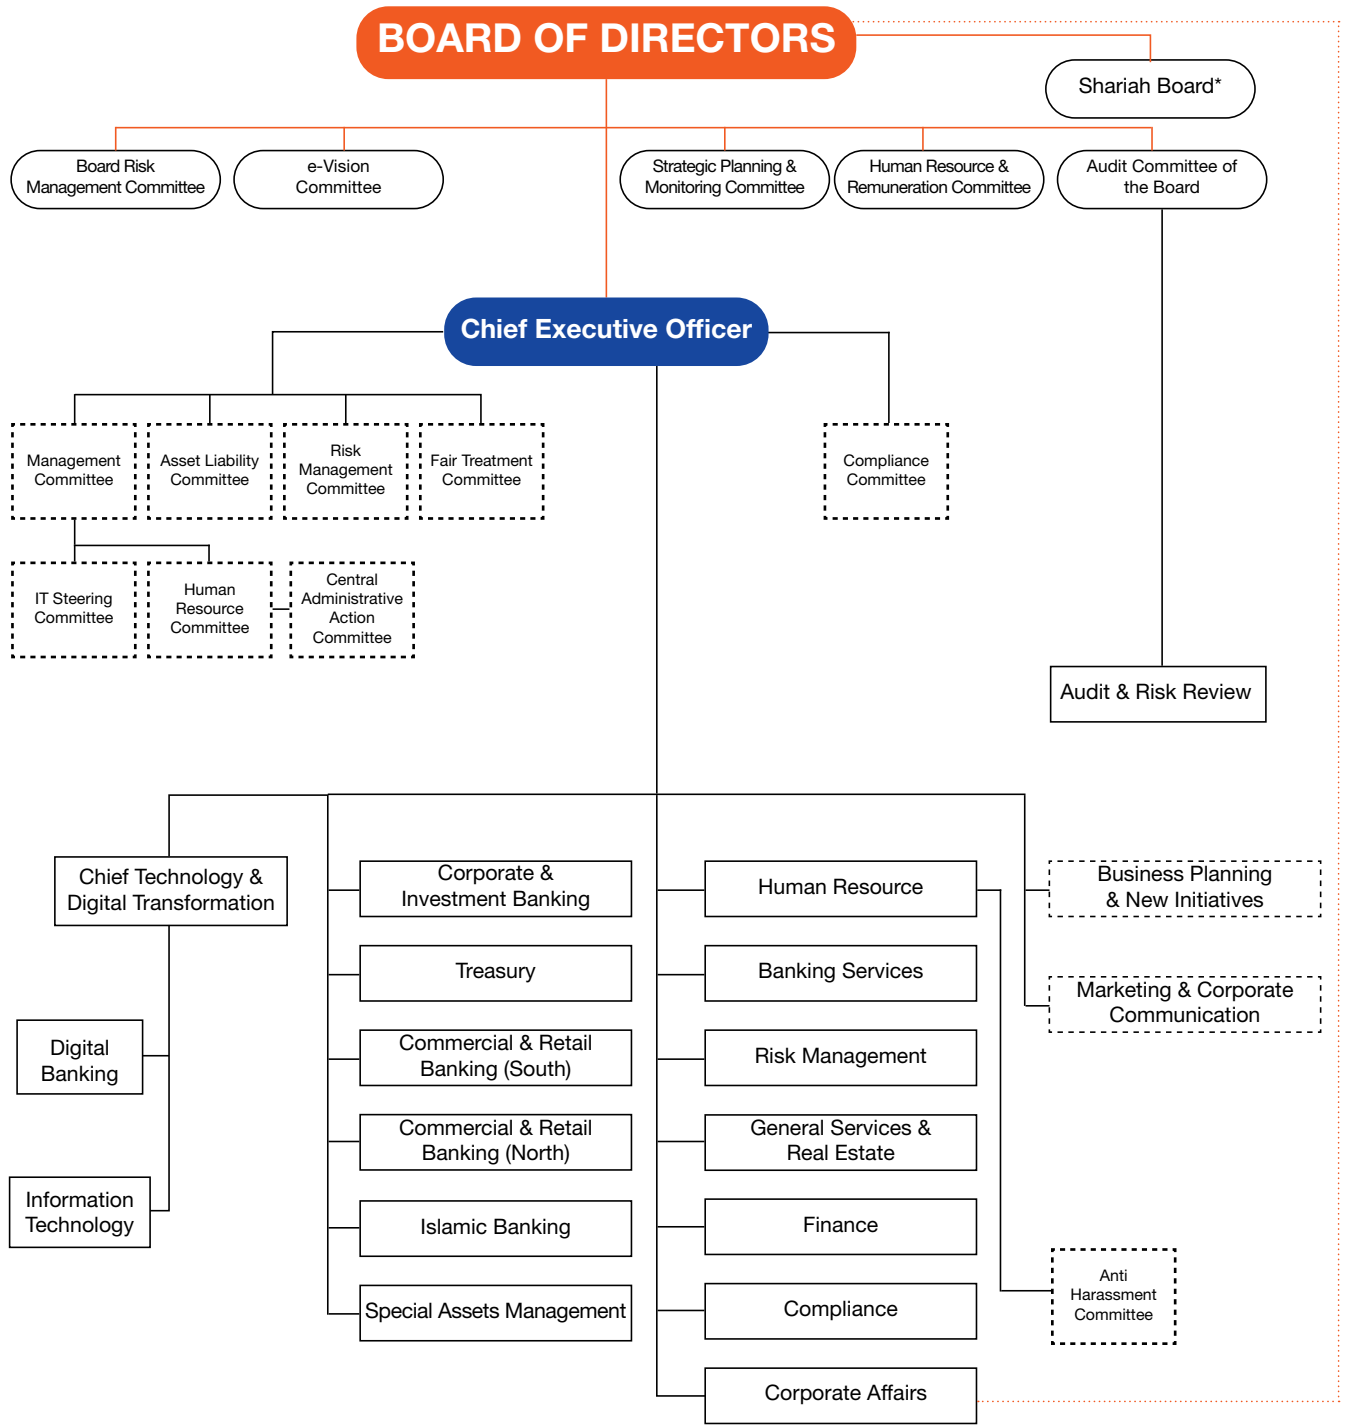 BOARD OF DIRECTORS
Shariah Board*
Board Risk
Management Committee
e-Vision
Committee
Strategic Planning &
Monitoring Committee
Human Resource &
Remuneration Committee
Audit Committee of
the Board
Chief Executive Officer
Management
Committee
Asset Liability
Committee
Risk
Management
Committee
Fair Treatment
Committee
Compliance
Committee
IT Steering
Committee
Human
Resource
Committee
Central
Administrative
Action
Committee
Audit & Risk Review
Chief Technology &
Digital Transformation
Digital
Banking
Information
Technology
Corporate &
Investment Banking
Treasury
Commercial & Retail
Banking (South)
Commercial & Retail
Banking (North)
Islamic Banking
Special Assets Management
Human Resource
Banking Services
Risk Management
General Services &
Real Estate
Finance
Compliance
Corporate Affairs
Business Planning
& New Initiatives
Marketing & Corporate
Communication
Anti
Harassment
Committee